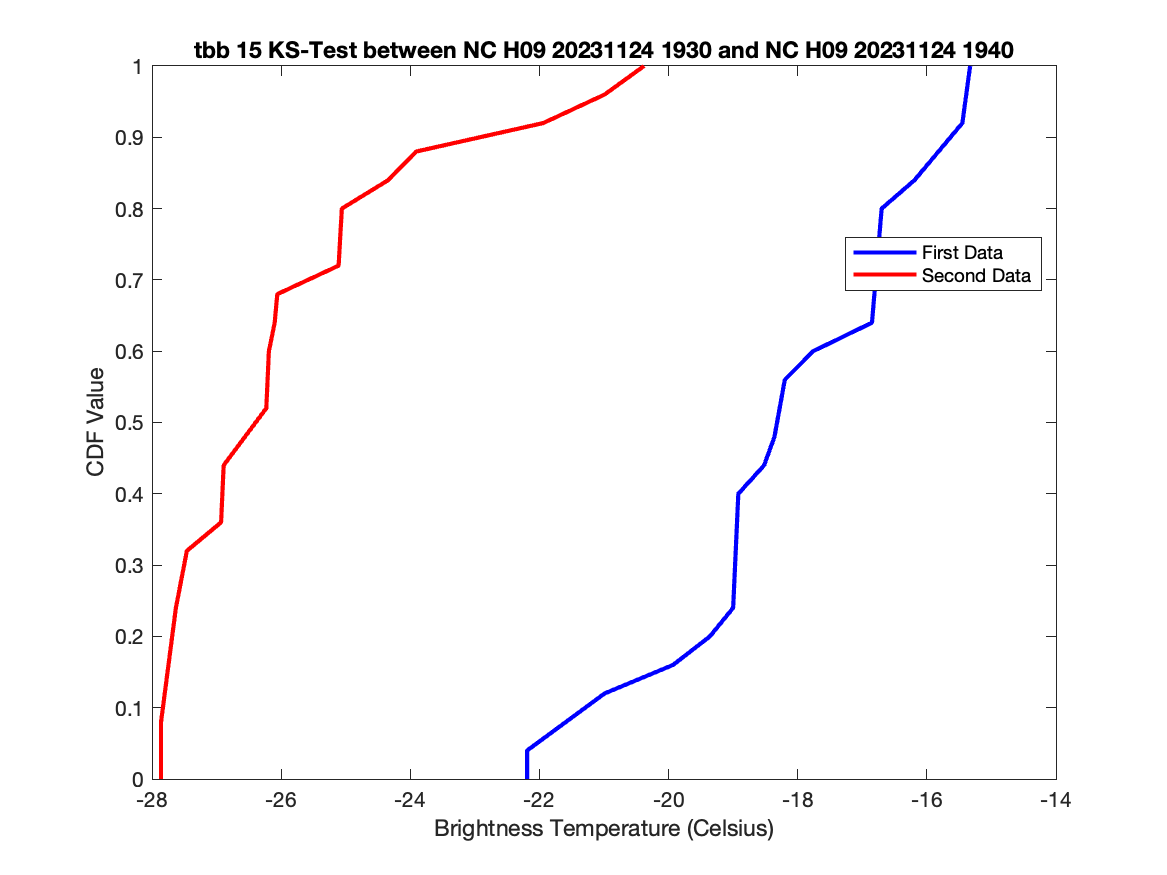 tbb 15 KS-Test between NC H09 20231124 1930 and NC H09 20231124 1940
1
0.9
0.8
0.7
0.6
0.5
0.4
0.3
0.2
0.1
0
CDF Value
First Data
Second Data
-28 -26 -24 -22 -20 -18 -16 -14
Brightness Temperature (Celsius)